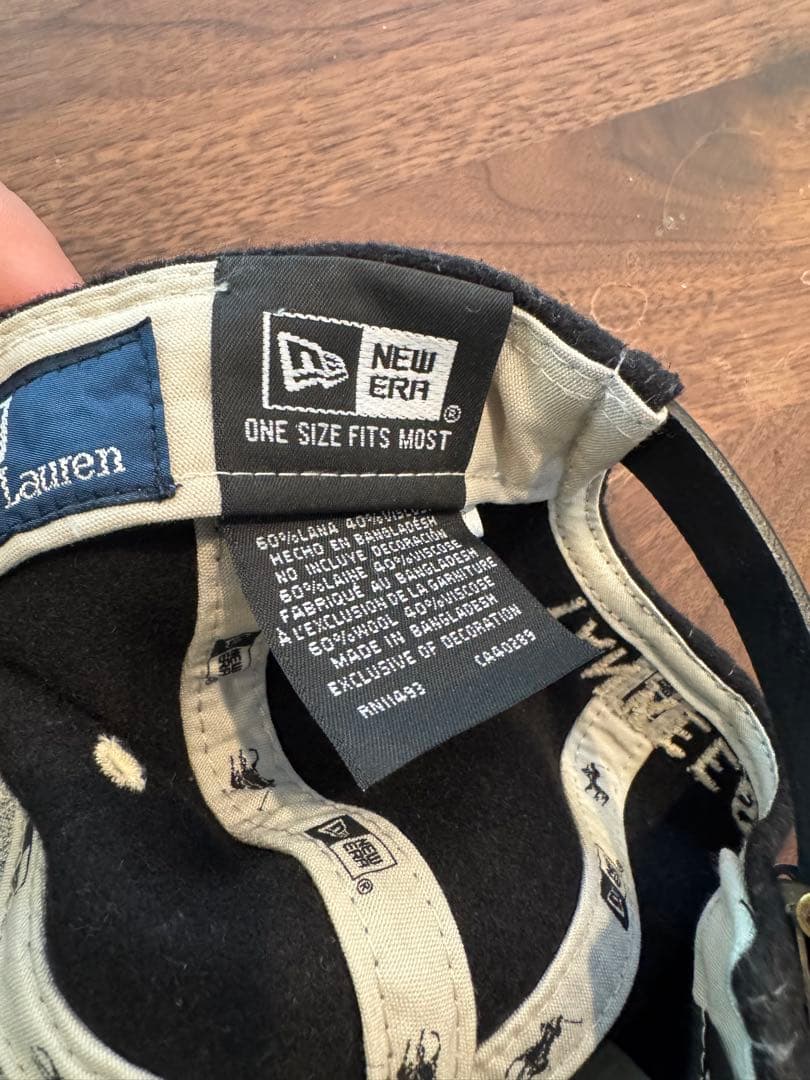 NEW
ERA
®
ONE SIZE FITS MOST
Lauren
60%LANA 40%VISCOSA
HECHO EN BANGLADESH
NO INCLUYE DECORACIÓN
60%LAINE 40%VISCOSE
FABRIQUÉ AU BANGLADESH
À L'EXCLUSION DE LA GARNITURE
60%WOOL 40%VISCOSE
MADE IN BANGLADESH
EXCLUSIVE OF DECORATION
RN11493 CA40289
NEW
ERA
®